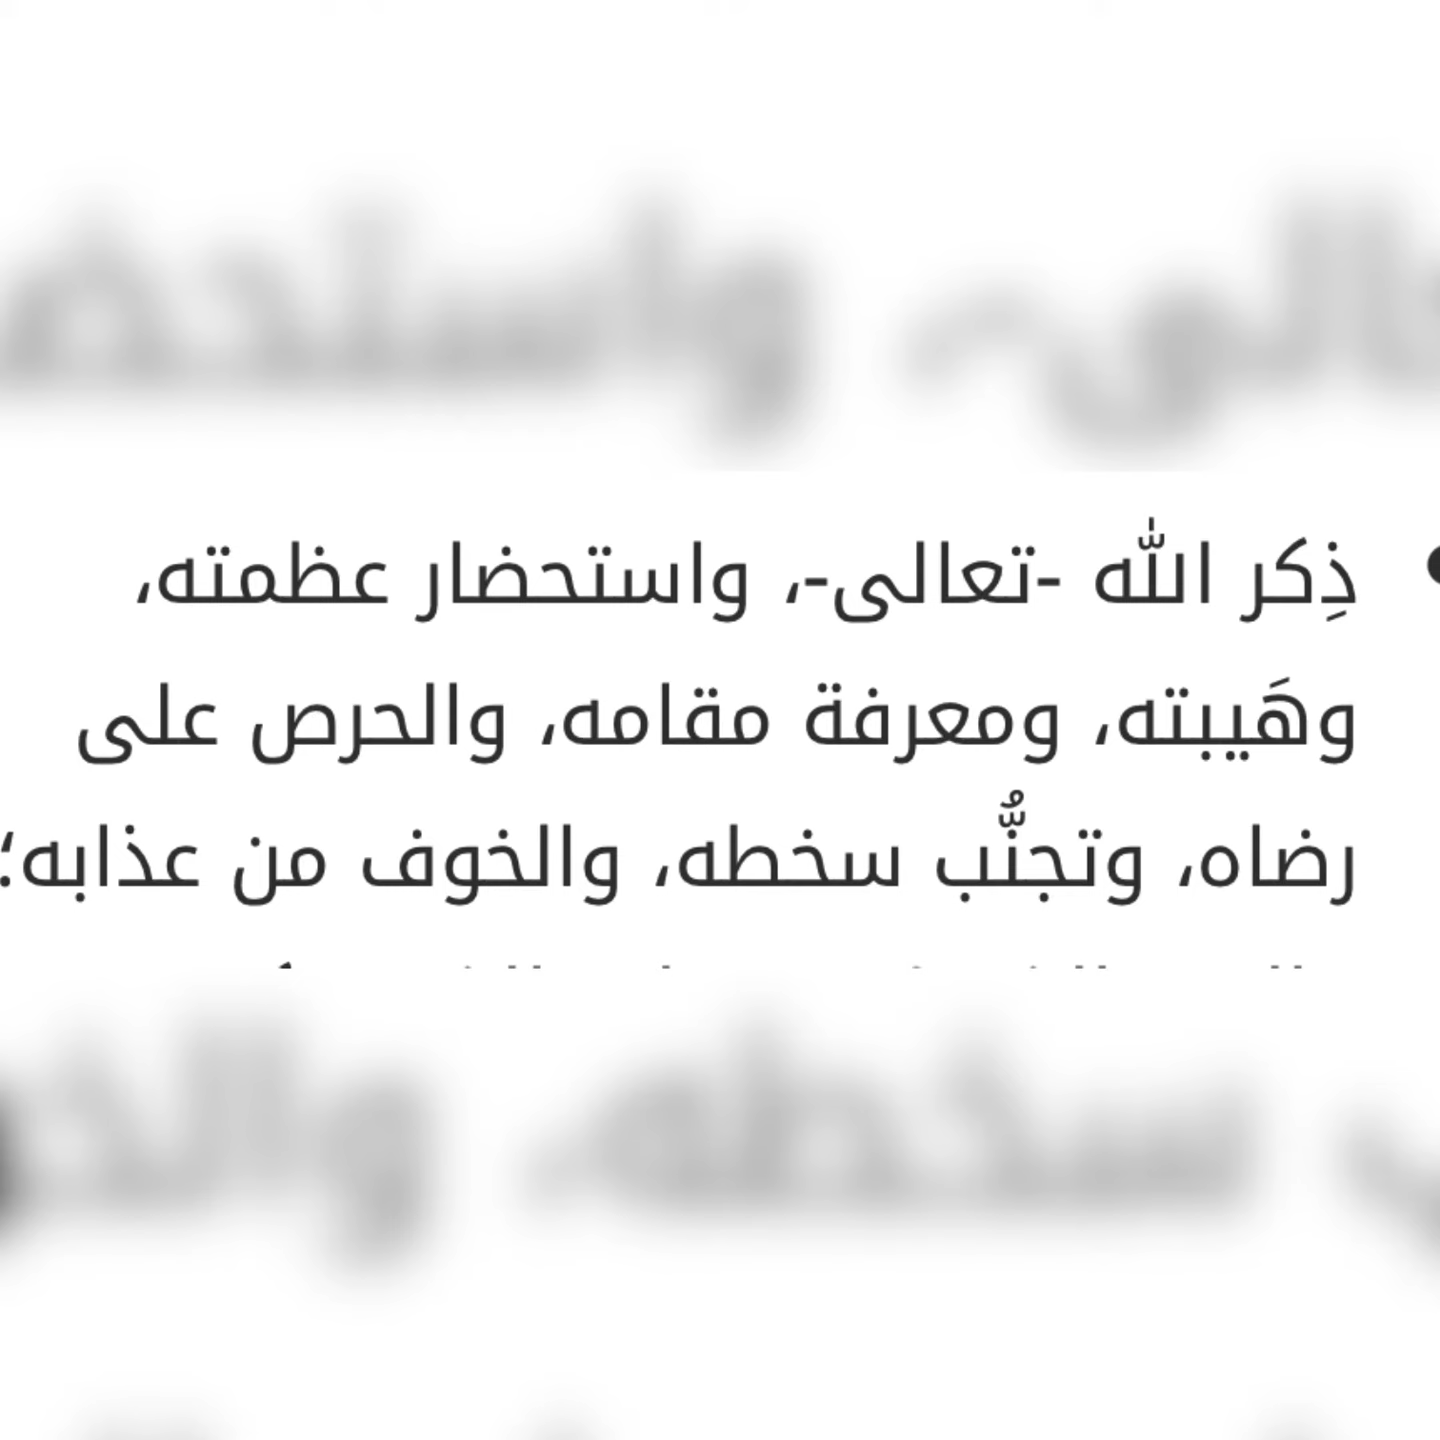 ذِكر الله -تعالى-، واستحضار عظمته،
وهَيبته، ومعرفة مقامه، والحرص على
رضاه، وتجنُّب سخطه، والخوف من عذابه؛